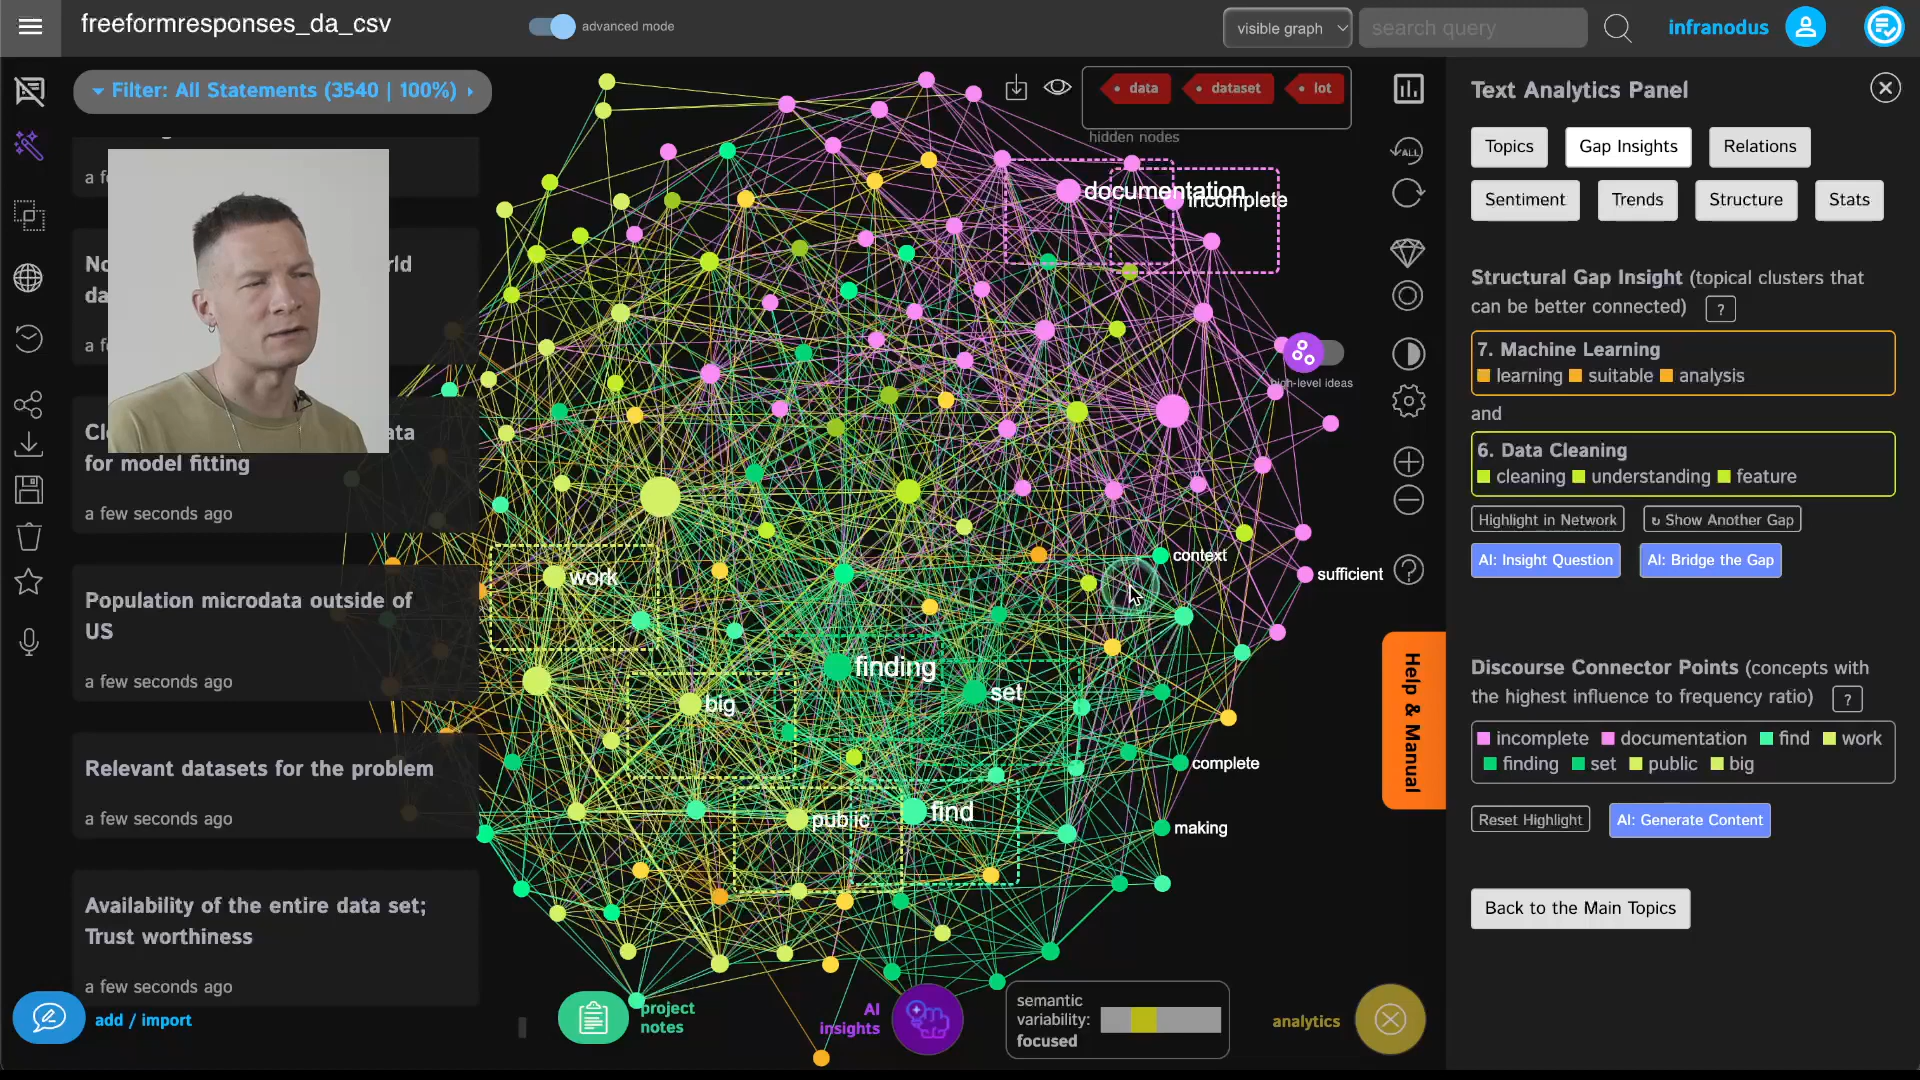 freeformresponses_da_csv
advanced mode
visible graph
search query
infranodus
Filter: All Statements (3540 | 100%)
data
dataset
lot
hidden nodes
for model fitting
a few seconds ago
Population microdata outside of
US
a few seconds ago
Relevant datasets for the problem
a few seconds ago
Availability of the entire data set;
Trust worthiness
a few seconds ago
add / import
documentation
incomplete
high-level ideas
context
sufficient
work
finding
set
big
complete
public
find
making
project
notes
AI
insights
semantic
variability:
focused
analytics
Help & Manual
Text Analytics Panel
Topics
Gap Insights
Relations
Sentiment
Trends
Structure
Stats
Structural Gap Insight (topical clusters that
can be better connected) ?
7. Machine Learning
learning suitable analysis
and
6. Data Cleaning
cleaning understanding feature
Highlight in Network
↻ Show Another Gap
AI: Insight Question
AI: Bridge the Gap
Discourse Connector Points (concepts with
the highest influence to frequency ratio) ?
incomplete documentation find work
finding set public big
Reset Highlight
AI: Generate Content
Back to the Main Topics